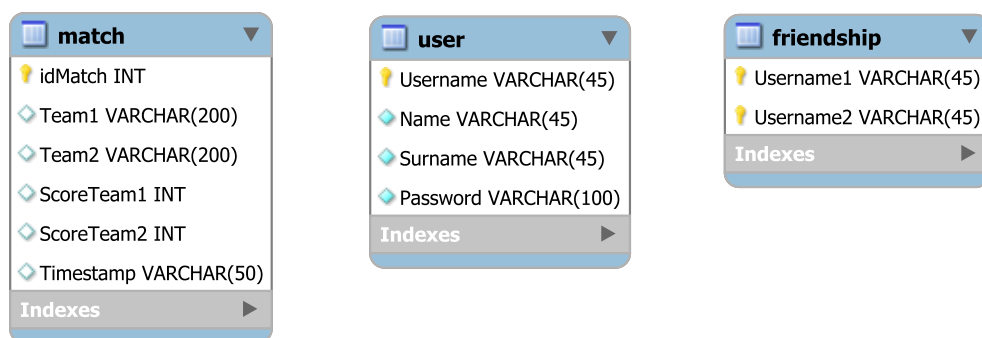 match
idMatch INT
Team1 VARCHAR(200)
Team2 VARCHAR(200)
ScoreTeam1 INT
ScoreTeam2 INT
Timestamp VARCHAR(50)
Indexes
user
Username VARCHAR(45)
Name VARCHAR(45)
Surname VARCHAR(45)
Password VARCHAR(100)
Indexes
friendship
Username1 VARCHAR(45)
Username2 VARCHAR(45)
Indexes